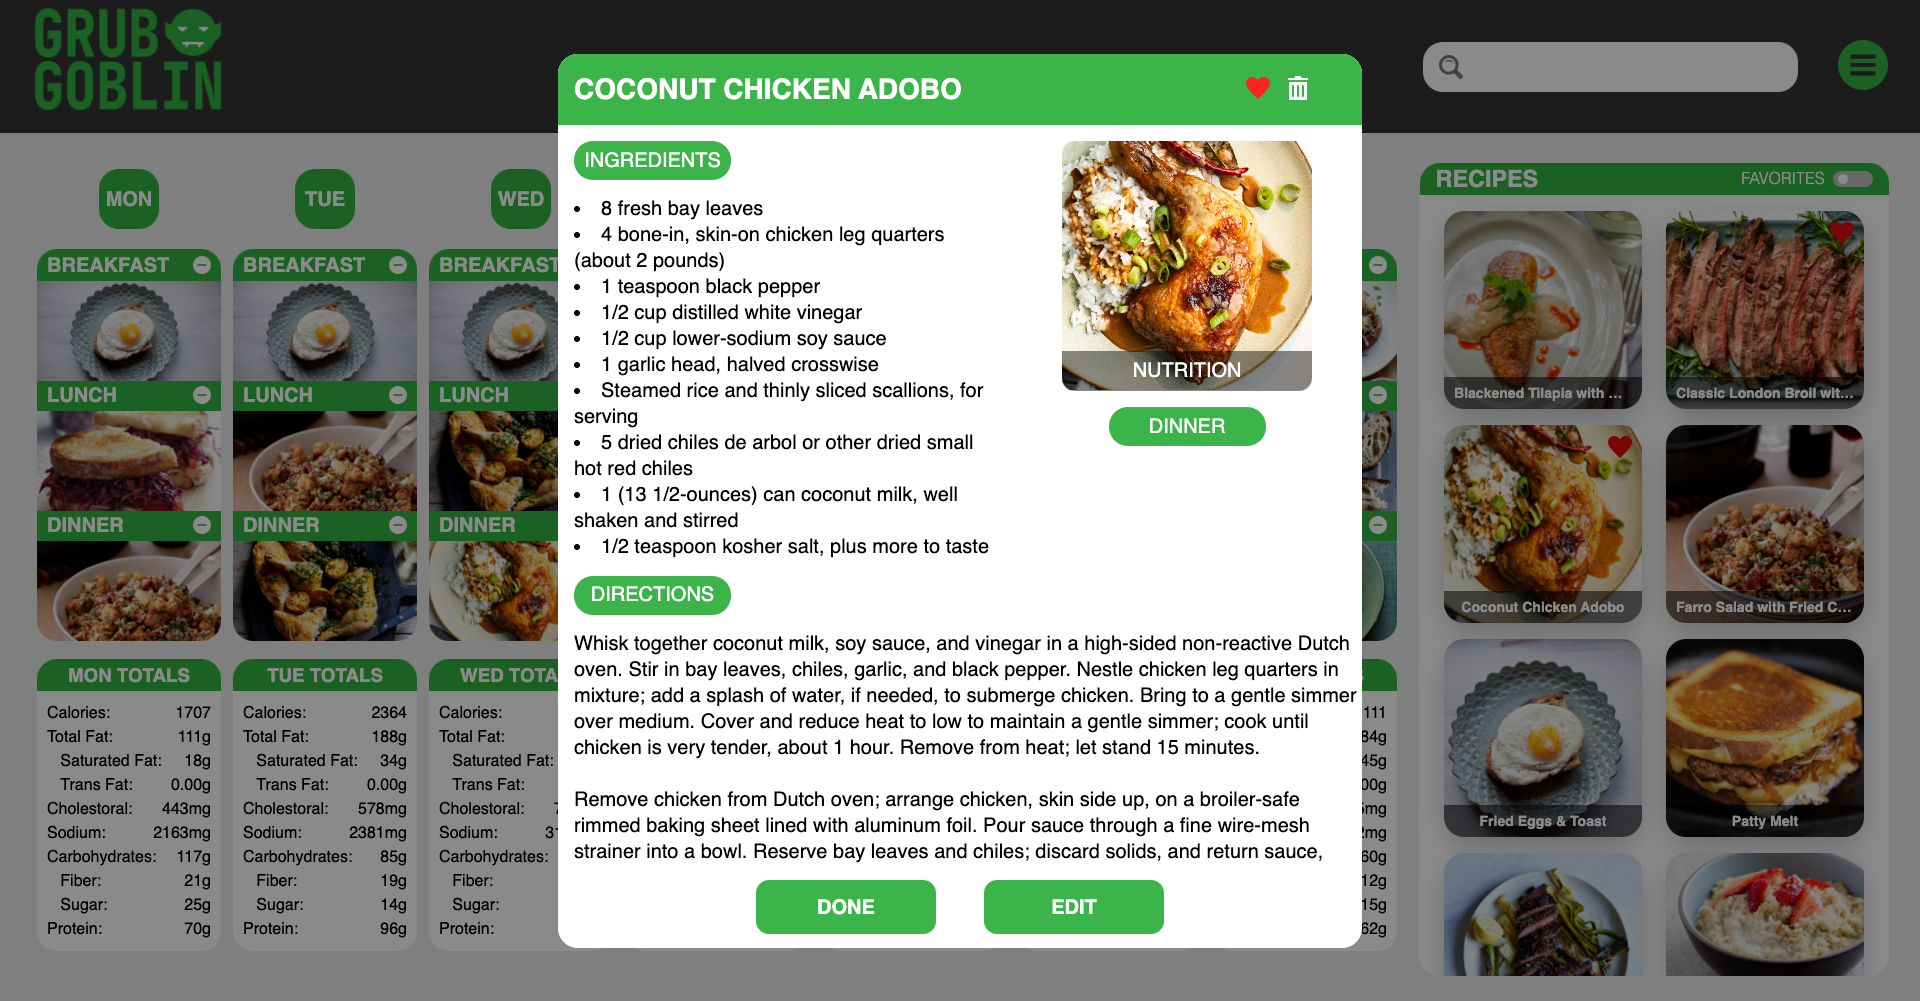 GRUB
GOBLIN
COCONUT CHICKEN ADOBO
INGREDIENTS
• 8 fresh bay leaves
• 4 bone-in, skin-on chicken leg quarters
(about 2 pounds)
• 1 teaspoon black pepper
• 1/2 cup distilled white vinegar
• 1/2 cup lower-sodium soy sauce
• 1 garlic head, halved crosswise
• Steamed rice and thinly sliced scallions, for
serving
• 5 dried chiles de arbol or other dried small
hot red chiles
• 1 (13 1/2-ounces) can coconut milk, well
shaken and stirred
• 1/2 teaspoon kosher salt, plus more to taste
NUTRITION
DINNER
DIRECTIONS
Whisk together coconut milk, soy sauce, and vinegar in a high-sided non-reactive Dutch
oven. Stir in bay leaves, chiles, garlic, and black pepper. Nestle chicken leg quarters in
mixture; add a splash of water, if needed, to submerge chicken. Bring to a gentle simmer
over medium. Cover and reduce heat to low to maintain a gentle simmer; cook until
chicken is very tender, about 1 hour. Remove from heat; let stand 15 minutes.
Remove chicken from Dutch oven; arrange chicken, skin side up, on a broiler-safe
rimmed baking sheet lined with aluminum foil. Pour sauce through a fine wire-mesh
strainer into a bowl. Reserve bay leaves and chiles; discard solids, and return sauce,
DONE
EDIT
MON
BREAKFAST
LUNCH
DINNER
MON TOTALS
Calories: 1707
Total Fat: 111g
Saturated Fat: 18g
Trans Fat: 0.00g
Cholestoral: 443mg
Sodium: 2163mg
Carbohydrates: 117g
Fiber: 21g
Sugar: 25g
Protein: 70g
TUE
BREAKFAST
LUNCH
DINNER
TUE TOTALS
Calories: 2364
Total Fat: 188g
Saturated Fat: 34g
Trans Fat: 0.00g
Cholestoral: 578mg
Sodium: 2381mg
Carbohydrates: 85g
Fiber: 19g
Sugar: 14g
Protein: 96g
WED
BREAKFAST
LUNCH
DINNER
WED TOTA
Calories:
Total Fat:
Saturated Fat:
Trans Fat:
Cholestoral:
Sodium: 31
Carbohydrates:
Fiber:
Sugar:
Protein:
111
84g
45g
00g
mg
mg
60g
12g
15g
62g
RECIPES
FAVORITES
Blackened Tilapia with ...
Classic London Broil wit...
Coconut Chicken Adobo
Farro Salad with Fried C...
Fried Eggs & Toast
Patty Melt